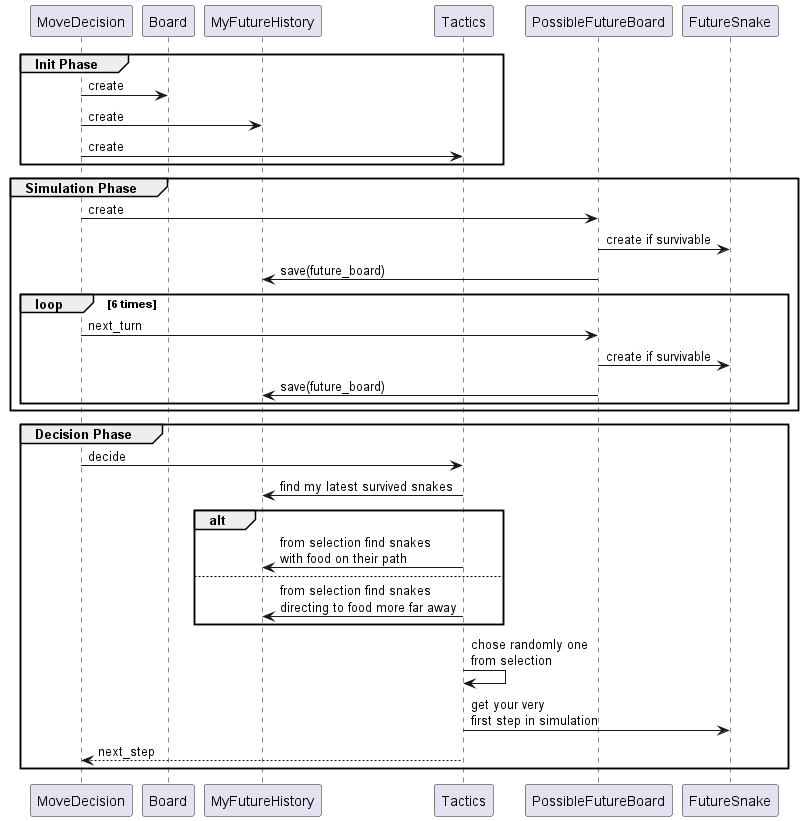 MoveDecision Board MyFutureHistory Tactics PossibleFutureBoard FutureSnake
Init Phase
create
create
create
Simulation Phase
create
create if survivable
save(future_board)
loop [6 times]
next_turn
create if survivable
save(future_board)
Decision Phase
decide
find my latest survived snakes
alt
from selection find snakes
with food on their path
from selection find snakes
directing to food more far away
chose randomly one
from selection
get your very
first step in simulation
next_step
MoveDecision Board MyFutureHistory Tactics PossibleFutureBoard FutureSnake